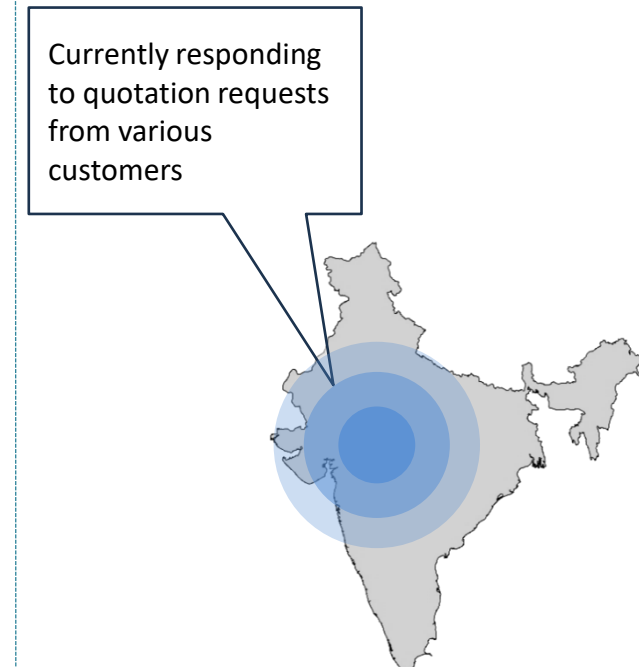 Currently responding
to quotation requests
from various
customers